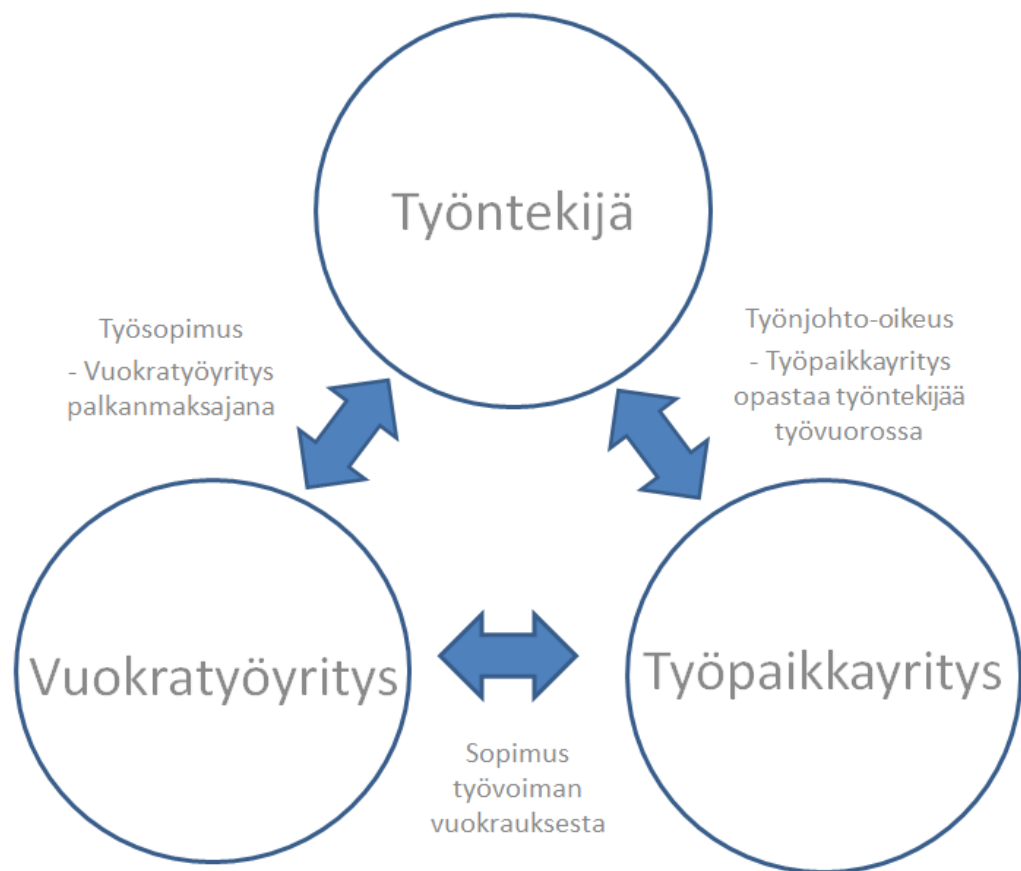 Työntekijä
Työsopimus
- Vuokratyöyritys
palkanmaksajana
Työnjohto-oikeus
- Työpaikkayritys
opastaa työntekijää
työvuorossa
Vuokratyöyritys
Työpaikkayritys
Sopimus
työvoiman
vuokrauksesta